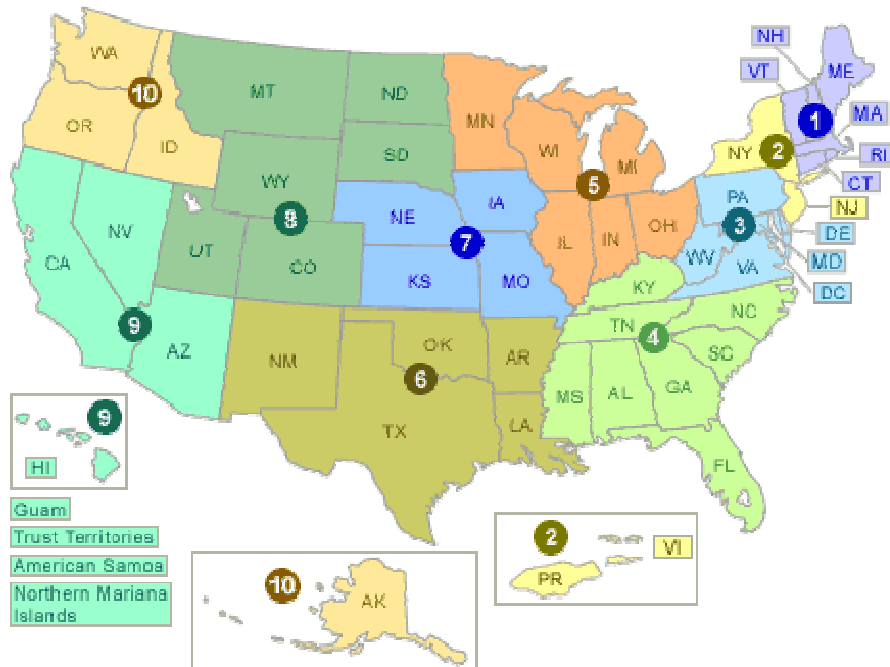 NH
WA
VT
ME
10
MT
ND
MN
MA
1
OR
ID
WI
NY
2
RI
SD
MI
CT
WY
5
PA
NJ
NE
IA
8
NV
3
DE
7
IL
IN
OH
WV
CA
UT
CO
VA
MD
KS
MO
KY
DC
9
NC
TN
4
AZ
NM
OK
AR
SC
6
MS
AL
GA
TX
LA
9
HI
FL
Guam
Trust Territories
2
VI
American Samoa
10
PR
Northern Mariana
Islands
AK